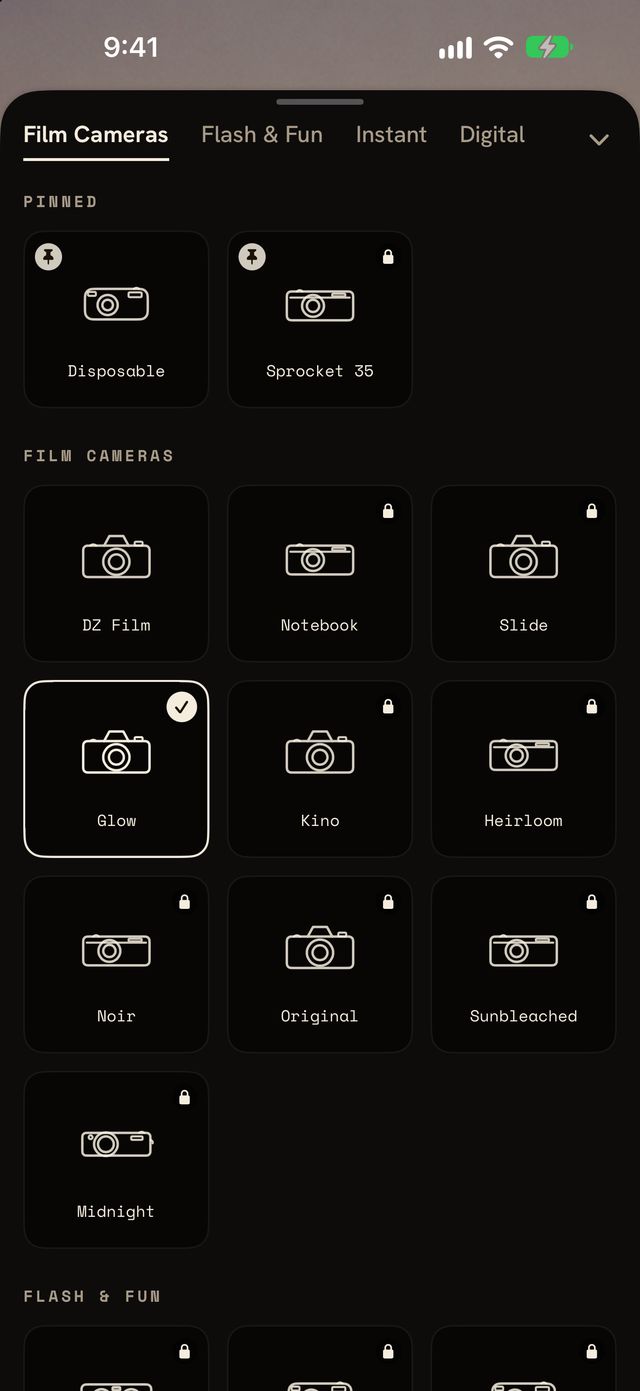 9:41
Film Cameras Flash & Fun Instant Digital
PINNED
Disposable Sprocket 35
FILM CAMERAS
DZ Film Notebook Slide
Glow Kino Heirloom
Noir Original Sunbleached
Midnight
FLASH & FUN